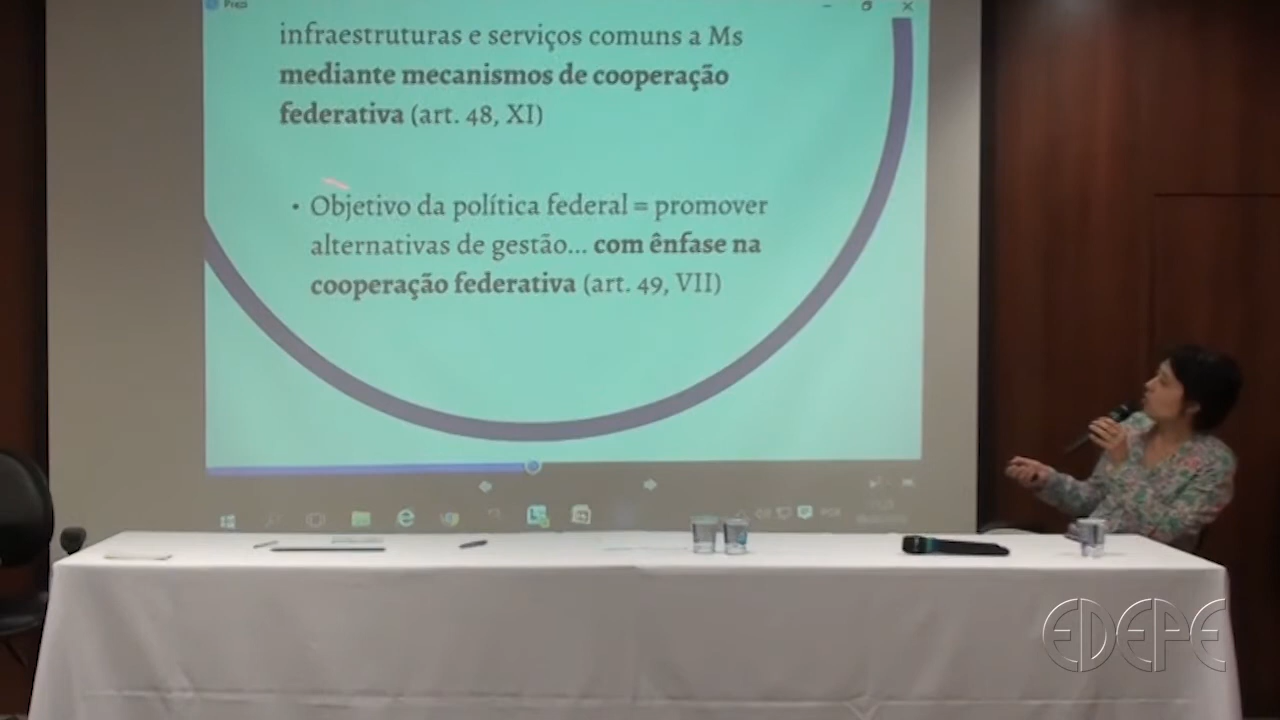 Prezi
infraestruturas e serviços comuns a Ms
mediante mecanismos de cooperação
federativa (art. 48, XI)
• Objetivo da política federal = promover
alternativas de gestão... com ênfase na
cooperação federativa (art. 49, VII)
EDEPE